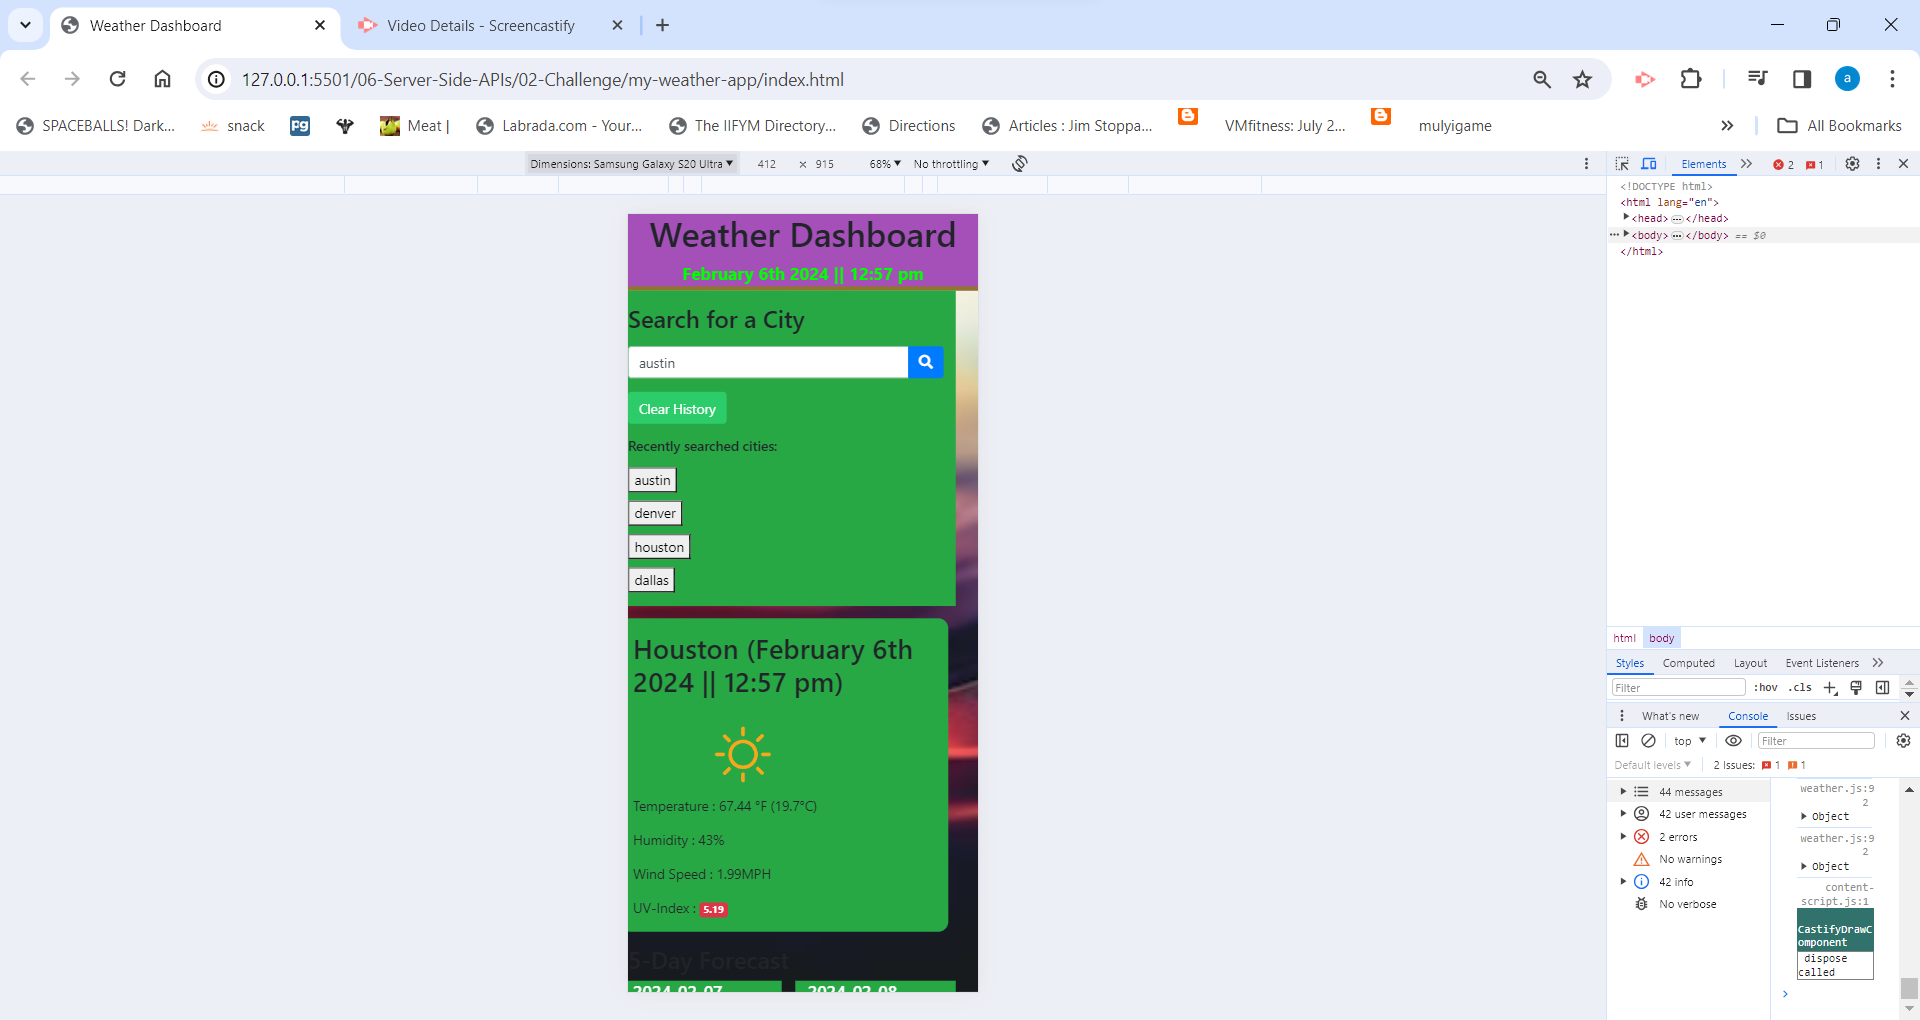 Weather Dashboard
Video Details - Screencastify
127.0.0.1:5501/06-Server-Side-APIs/02-Challenge/my-weather-app/index.html
a
SPACEBALLS! Dark...
snack
pg
Meat |
Labrada.com - Your...
The IIFYM Directory...
Directions
Articles : Jim Stoppa...
VMfitness: July 2...
mulyigame
All Bookmarks
Dimensions: Samsung Galaxy S20 Ultra
412 × 915
68%
No throttling
Weather Dashboard
February 6th 2024 || 12:57 pm
Search for a City
austin
Clear History
Recently searched cities:
austin
denver
houston
dallas
Houston (February 6th
2024 || 12:57 pm)
Temperature : 67.44 °F (19.7°C)
Humidity : 43%
Wind Speed : 1.99MPH
UV-Index : 5.19
5-Day Forecast
2024-02-07
2024-02-08
Elements
2
1
<!DOCTYPE html>
<html lang="en">
<head> … </head>
<body> … </body> == $0
</html>
html body
Styles Computed Layout Event Listeners
Filter
:hov .cls
What's new Console Issues
top
Filter
Default levels
2 Issues: 1 1
44 messages
42 user messages
2 errors
No warnings
42 info
No verbose
weather.js:9
2
Object
weather.js:9
2
Object
content-
script.js:1
CastifyDrawC
omponent
dispose
called